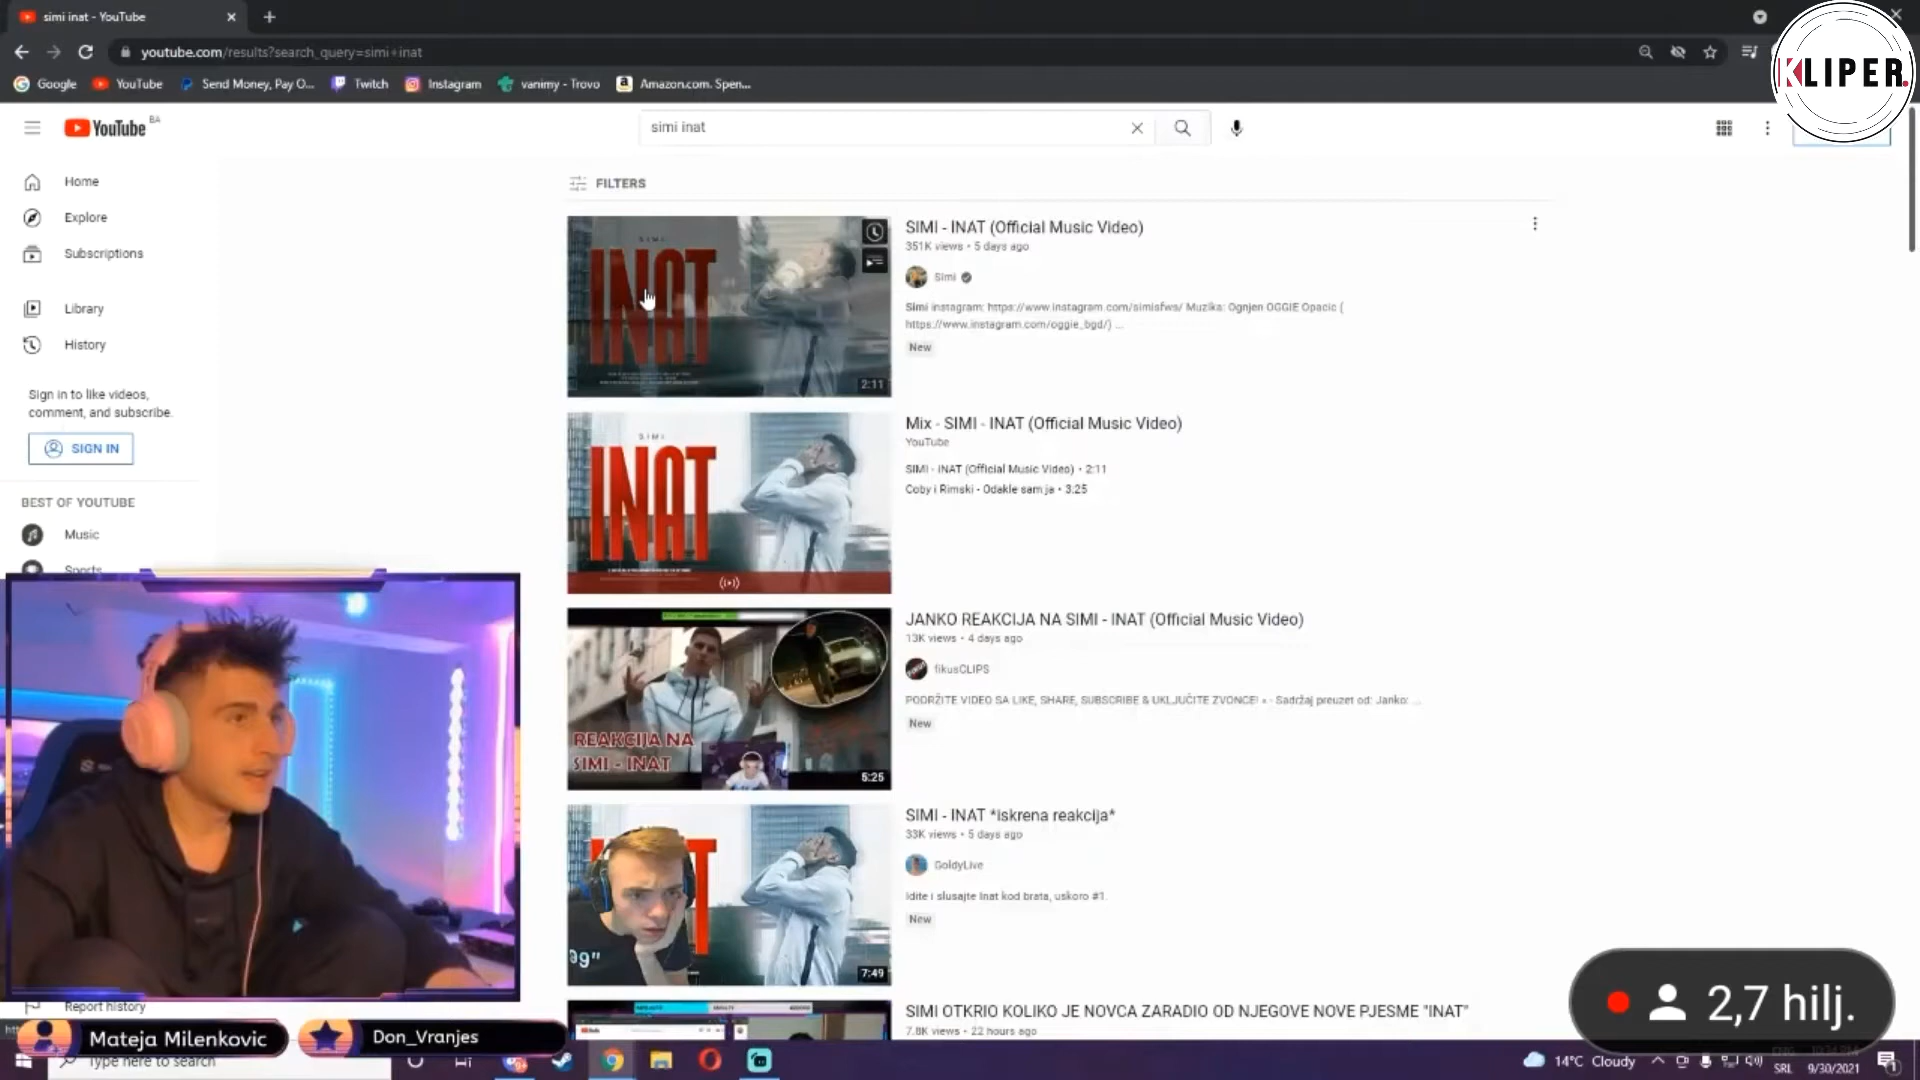 simi inat - YouTube
youtube.com/results?search_query=simi+inat
Google
YouTube
Send Money, Pay O...
Twitch
Instagram
vanimy - Trovo
Amazon.com. Spen...
KLIPER.
YouTube BA
simi inat
Home
Explore
Subscriptions
Library
History
Sign in to like videos,
comment, and subscribe.
SIGN IN
BEST OF YOUTUBE
Music
Sports
Report history
FILTERS
SIMI
INAT
2:11
SIMI - INAT (Official Music Video)
351K views • 5 days ago
Simi
Simi instagram: https://www.instagram.com/simisfws/ Muzika: Ognjen OGGIE Opacic (
https://www.instagram.com/oggie_bgd/) ...
New
SIMI
INAT
Mix - SIMI - INAT (Official Music Video)
YouTube
SIMI - INAT (Official Music Video) • 2:11
Coby i Rimski - Odakle sam ja • 3:25
REAKCIJA NA
SIMI - INAT
5:25
JANKO REAKCIJA NA SIMI - INAT (Official Music Video)
13K views • 4 days ago
fikusCLIPS
PODRŽITE VIDEO SA LIKE, SHARE, SUBSCRIBE & UKLJUČITE ZVONCE! • - Sadržaj preuzet od: Janko: ...
New
7:49
SIMI - INAT *iskrena reakcija*
33K views • 5 days ago
GoldyLive
Idite i slusajte Inat kod brata, uskoro #1.
New
SIMI OTKRIO KOLIKO JE NOVCA ZARADIO OD NJEGOVE NOVE PJESME "INAT"
7.8K views • 22 hours ago
2,7 hilj.
Mateja Milenkovic
Don_Vranjes
Type here to search
14°C Cloudy
SRL
9/30/2021